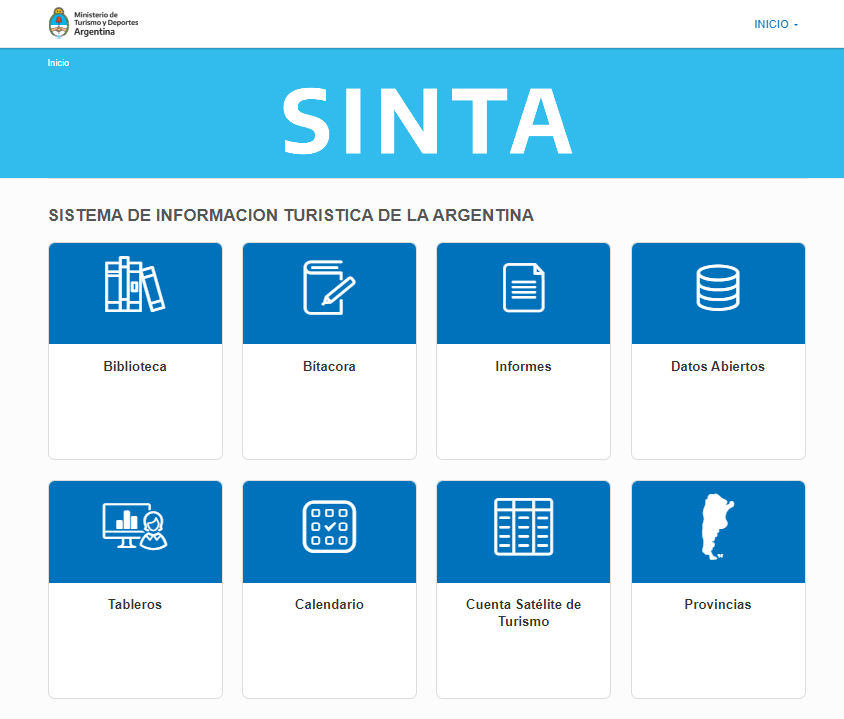 Ministerio de
Turismo y Deportes
Argentina
INICIO
Inicio
SINTA
SISTEMA DE INFORMACION TURISTICA DE LA ARGENTINA
Biblioteca
Bítacora
Informes
Datos Abiertos
Tableros
Calendario
Cuenta Satélite de
Turismo
Provincias